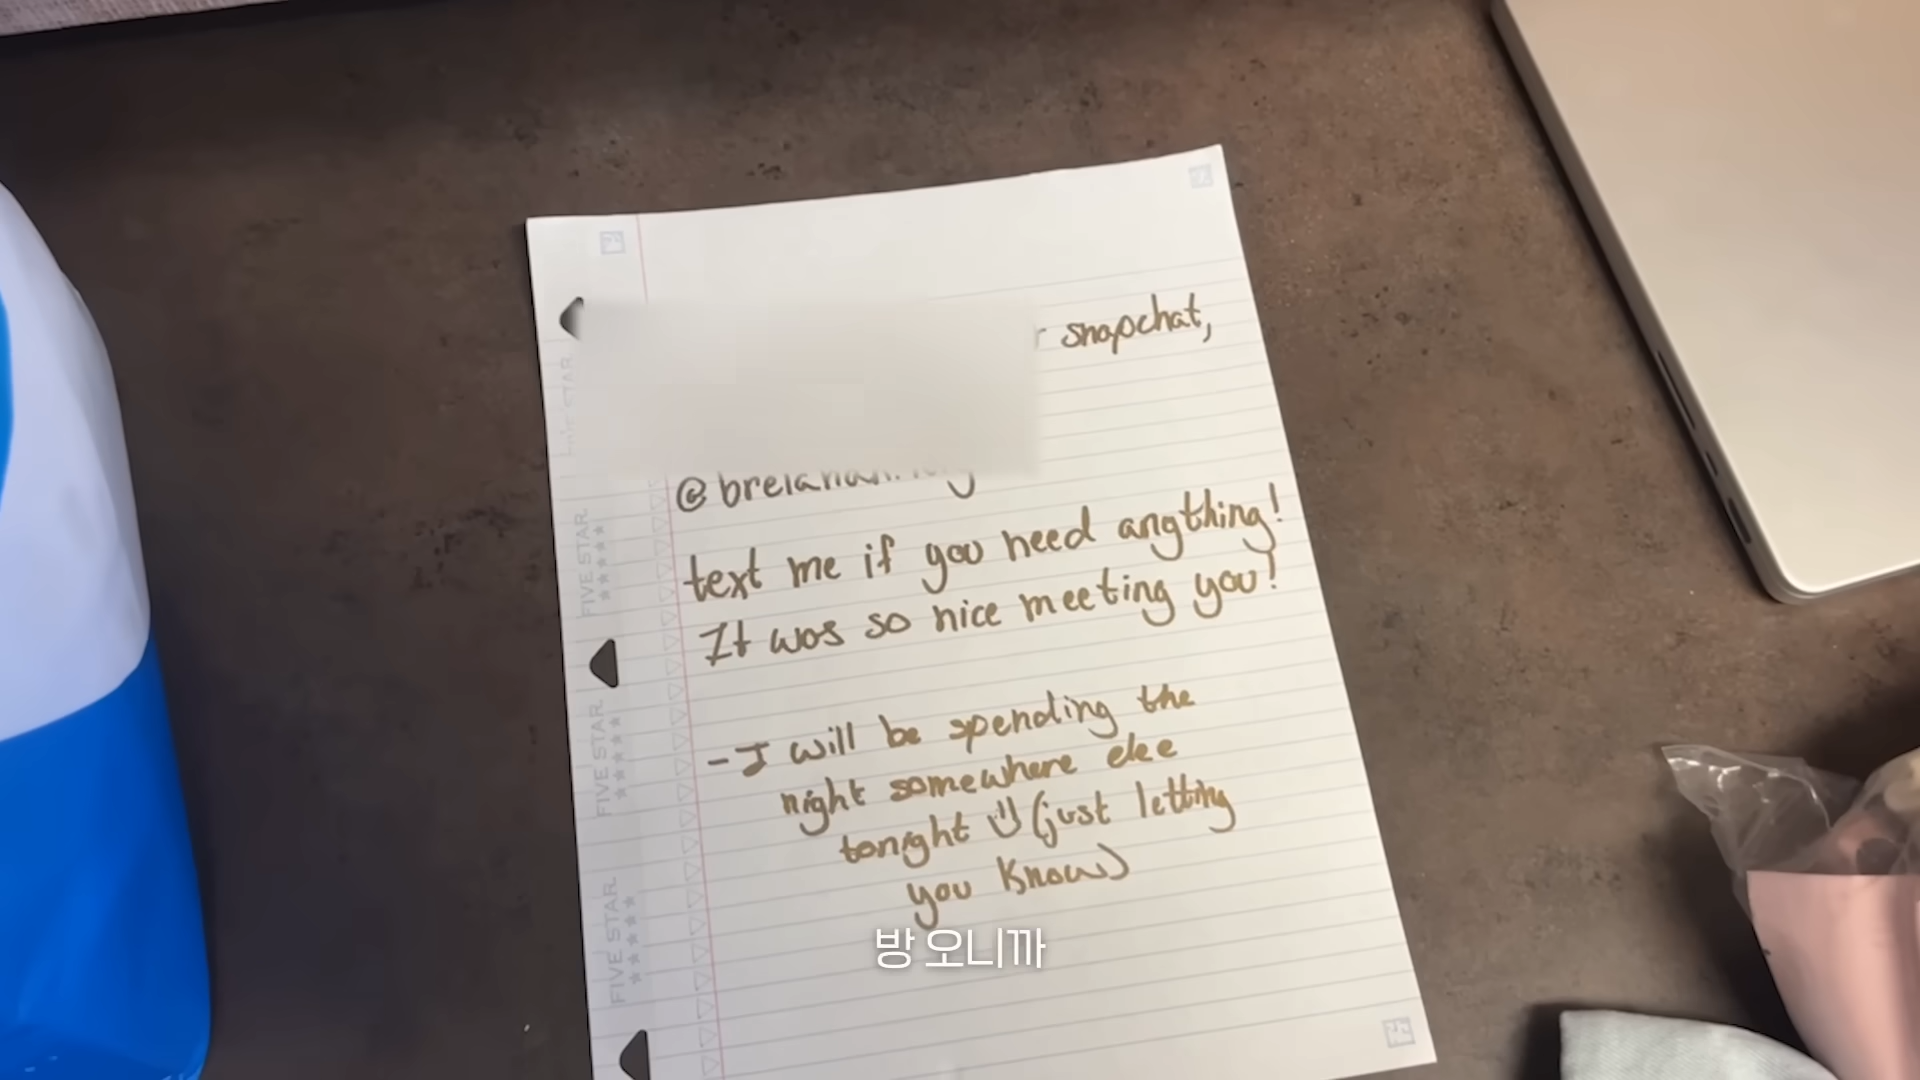 snapchat,
text me if you need angthing!
It was so nice meeting you!
- I will be spending the
night somewhere else
tonight (just letting
you know)
FIVE STAR
FIVE STAR
FIVE STAR
방 오니까